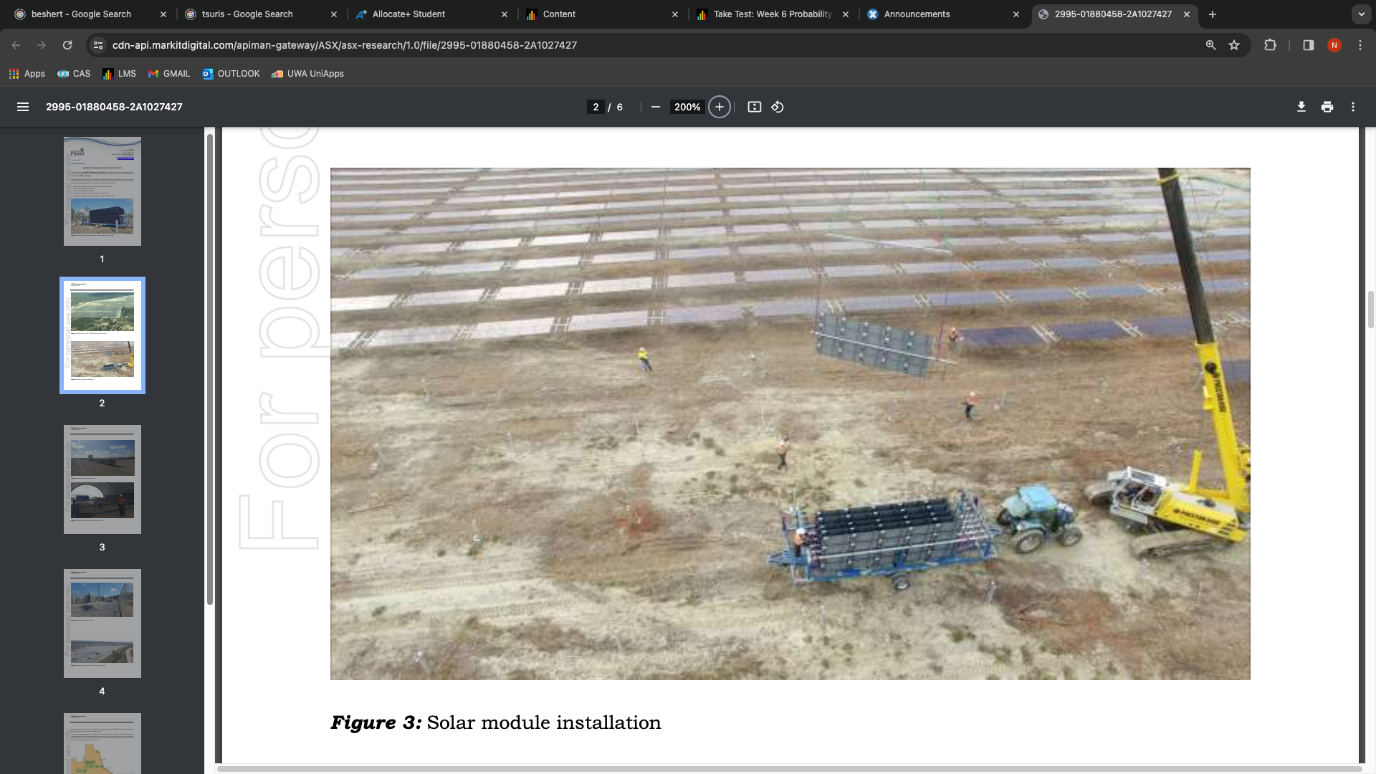 beshert - Google Search
tsuris - Google Search
Allocate+ Student
Content
Take Test: Week 6 Probability
Announcements
2995-01880458-2A1027427
cdn-api.markitdigital.com/apiman-gateway/ASX/asx-research/1.0/file/2995-01880458-2A1027427
N
Apps
CAS
LMS
GMAIL
OUTLOOK
UWA UniApps
2995-01880458-2A1027427
2 / 6
200%
1
2
3
4
For perso
Figure 3: Solar module installation